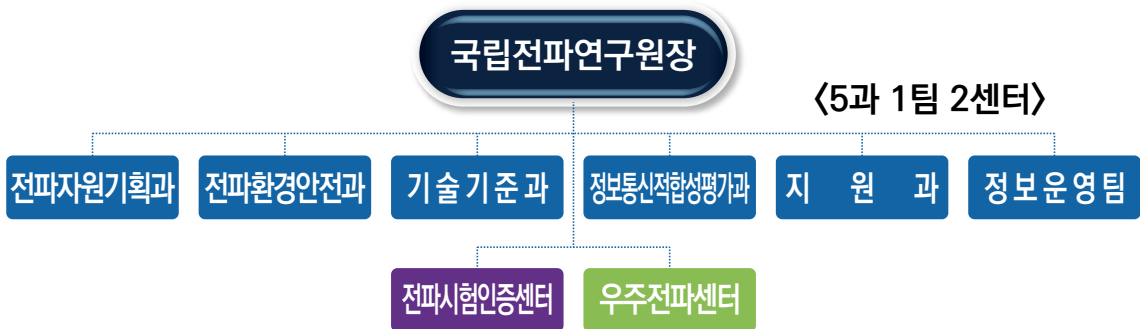 국립전파연구원장
〈5과 1팀 2센터〉
전파자원기획과 전파환경안전과 기술기준과 정보통신적합성평가과 지원과 정보운영팀
전파시험인증센터 우주전파센터